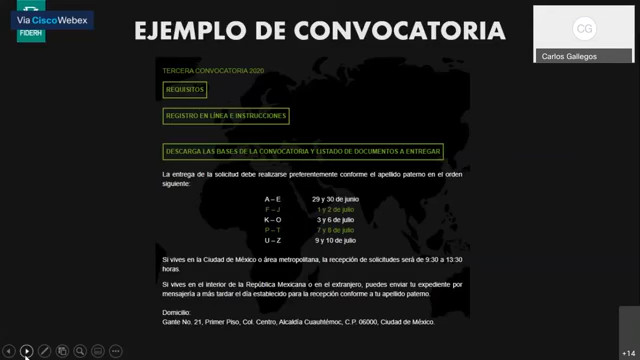 Vía CiscoWebex
FIDERH
EJEMPLO DE CONVOCATORIA
CG
Carlos Gallegos
TERCERA CONVOCATORIA 2020
REQUISITOS
REGISTRO EN LÍNEA E INSTRUCCIONES
DESCARGA LAS BASES DE LA CONVOCATORIA Y LISTADO DE DOCUMENTOS A ENTREGAR
La entrega de la solicitud debe realizarse preferentemente conforme el apellido paterno en el orden
siguiente:
A – E 29 y 30 de junio
F – J 1 y 2 de julio
K – O 3 y 6 de julio
P – T 7 y 8 de julio
U – Z 9 y 10 de julio
Si vives en la Ciudad de México o área metropolitana, la recepción de solicitudes será de 9:30 a 13:30
horas
Si vives en el interior de la República Mexicana o en el extranjero, puedes enviar tu expediente por
mensajería a más tardar el día establecido para la recepción conforme a tu apellido paterno.
Domicilio:
Gante No. 21, Primer Piso, Col. Centro, Alcaldía Cuauhtémoc, C.P. 06000, Ciudad de México.
+14